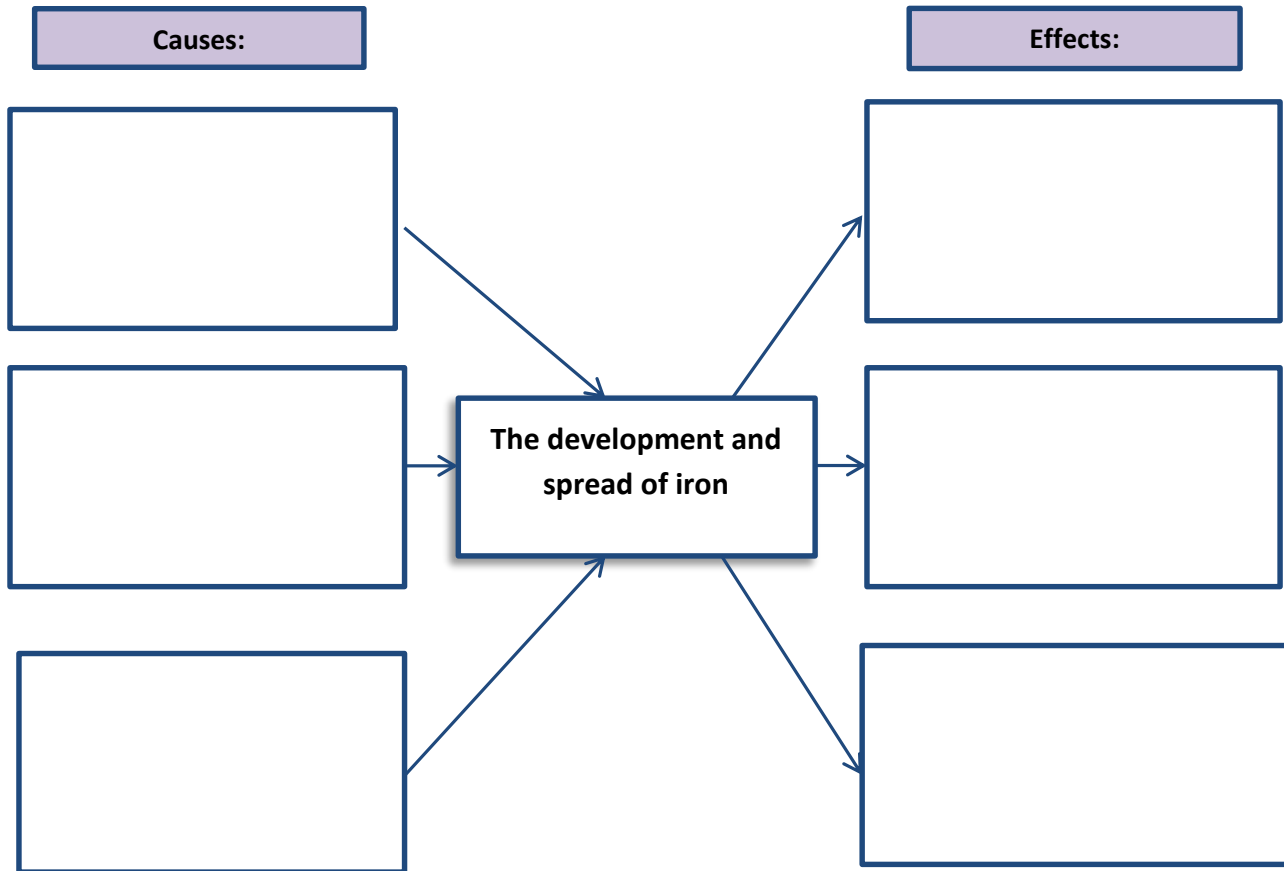 Causes:
Effects:
The development and
spread of iron